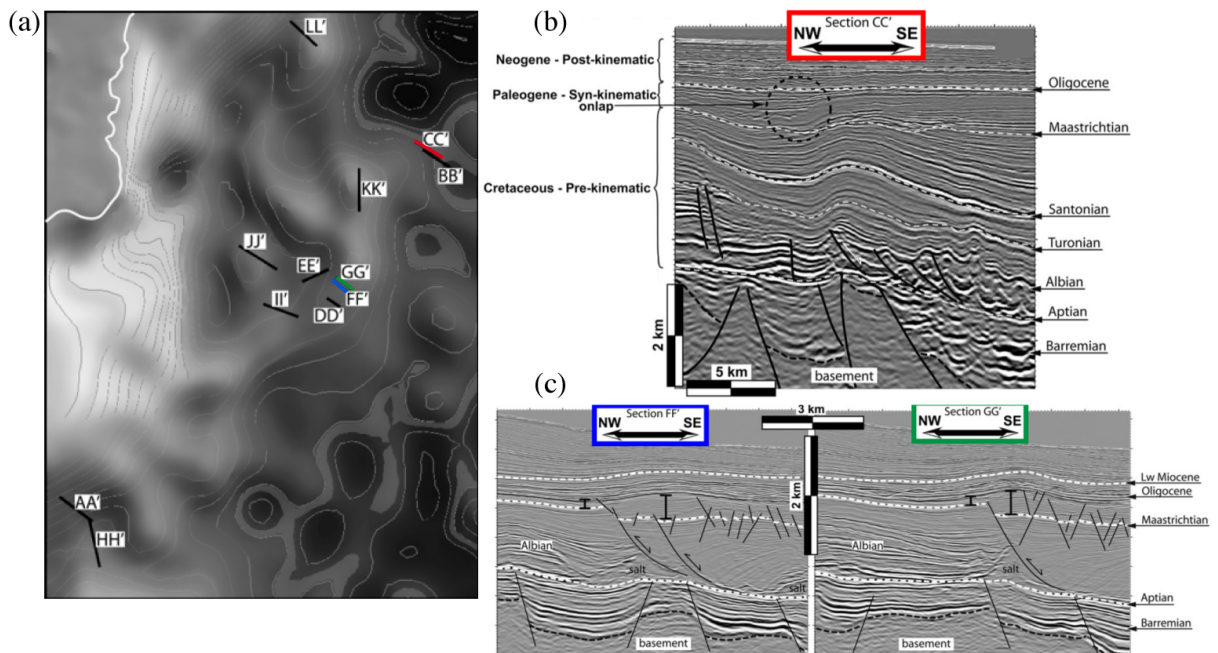 (a)
LL'
CC'
BB'
KK'
JJ'
EE'
GG'
II'
FF'
DD'
AA'
HH'
(b)
Section CC'
NW SE
Neogene - Post-kinematic
Paleogene - Syn-kinematic
onlap
Cretaceous - Pre-kinematic
Oligocene
Maastrichtian
Santonian
Turonian
Albian
Aptian
Barremian
2 km
5 km
basement
(c)
Section FF'
NW SE
3 km
Section GG'
NW SE
2 km
Lw Miocene
Oligocene
Maastrichtian
Albian
salt
salt
Albian
salt
Aptian
Barremian
basement
basement